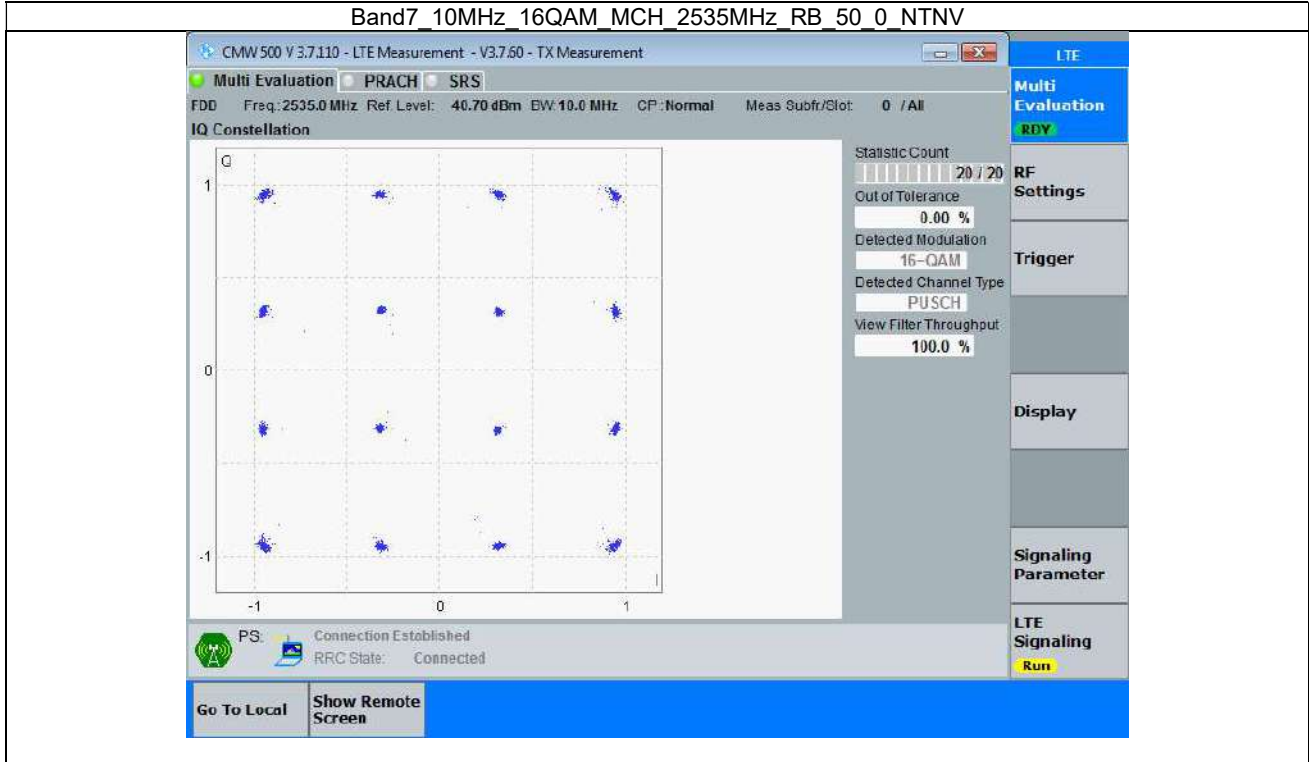 Band7_10MHz_16QAM_MCH_2535MHz_RB_50_0_NTNV
CMW 500 V 3.7.110 - LTE Measurement - V3.7.60 - TX Measurement
LTE
Multi Evaluation PRACH SRS
Multi
Evaluation
RDY
FDD Freq.: 2535.0 MHz Ref. Level: 40.70 dBm BW: 10.0 MHz CP: Normal Meas Subfr/Slot: 0 / All
IQ Constellation
Q
1
0
-1
-1 0 1
I
Statistic Count
20 / 20
Out of Tolerance
0.00 %
Detected Modulation
16-QAM
Detected Channel Type
PUSCH
View Filter Throughput
100.0 %
RF
Settings
Trigger
Display
Signaling
Parameter
LTE
Signaling
Run
PS: Connection Established
RRC State: Connected
Go To Local
Show Remote
Screen